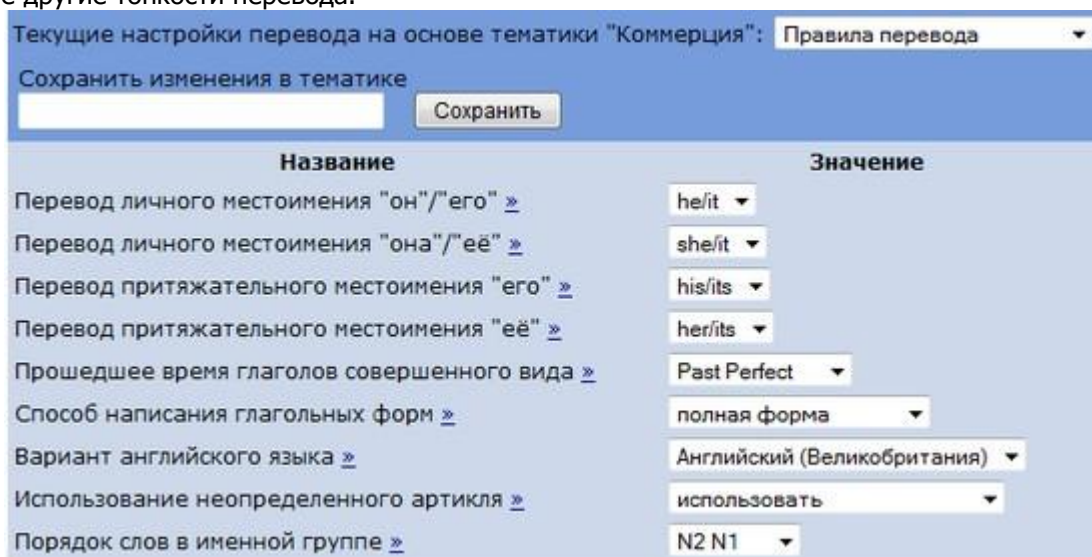 е другие тонкости перевода.
Текущие настройки перевода на основе тематики "Коммерция": Правила перевода
Сохранить изменения в тематике
Сохранить
Название Значение
Перевод личного местоимения "он"/"его" » he/it
Перевод личного местоимения "она"/"её" » she/it
Перевод притяжательного местоимения "его" » his/its
Перевод притяжательного местоимения "её" » her/its
Прошедшее время глаголов совершенного вида » Past Perfect
Способ написания глагольных форм » полная форма
Вариант английского языка » Английский (Великобритания)
Использование неопределенного артикля » использовать
Порядок слов в именной группе » N2 N1